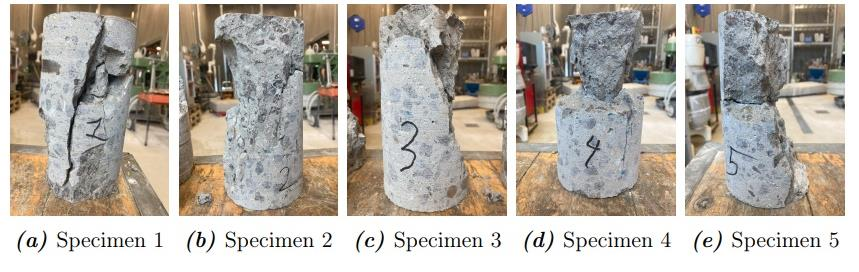 1
2
3
4
5
(a) Specimen 1
(b) Specimen 2
(c) Specimen 3
(d) Specimen 4
(e) Specimen 5